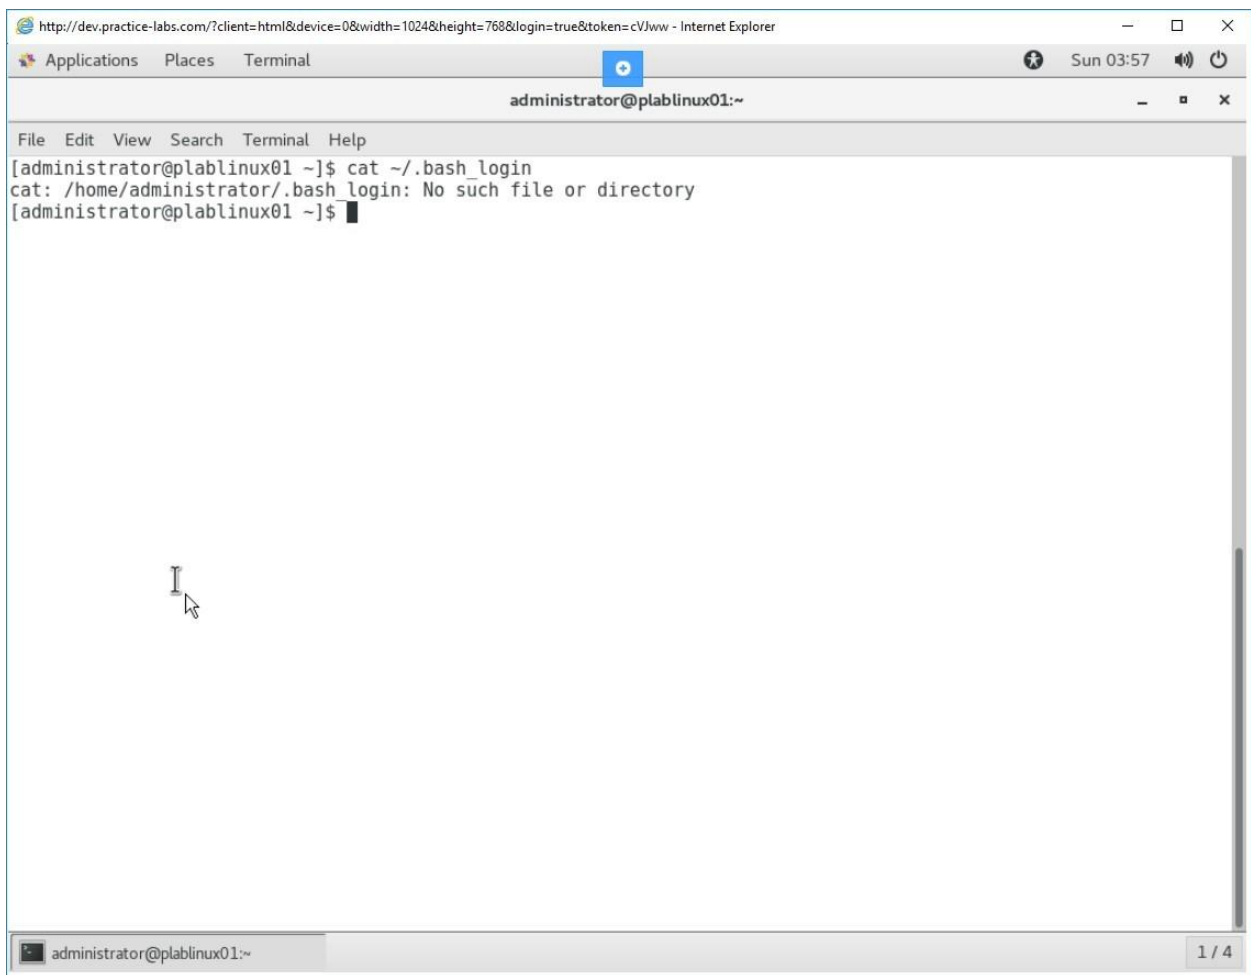 http://dev.practice-labs.com/?client=html&device=0&width=1024&height=768&login=true&token=cVJww - Internet Explorer
Applications Places Terminal Sun 03:57
administrator@plablinux01:~
File Edit View Search Terminal Help
[administrator@plablinux01 ~]$ cat ~/.bash_login
cat: /home/administrator/.bash_login: No such file or directory
[administrator@plablinux01 ~]$
administrator@plablinux01:~ 1 / 4